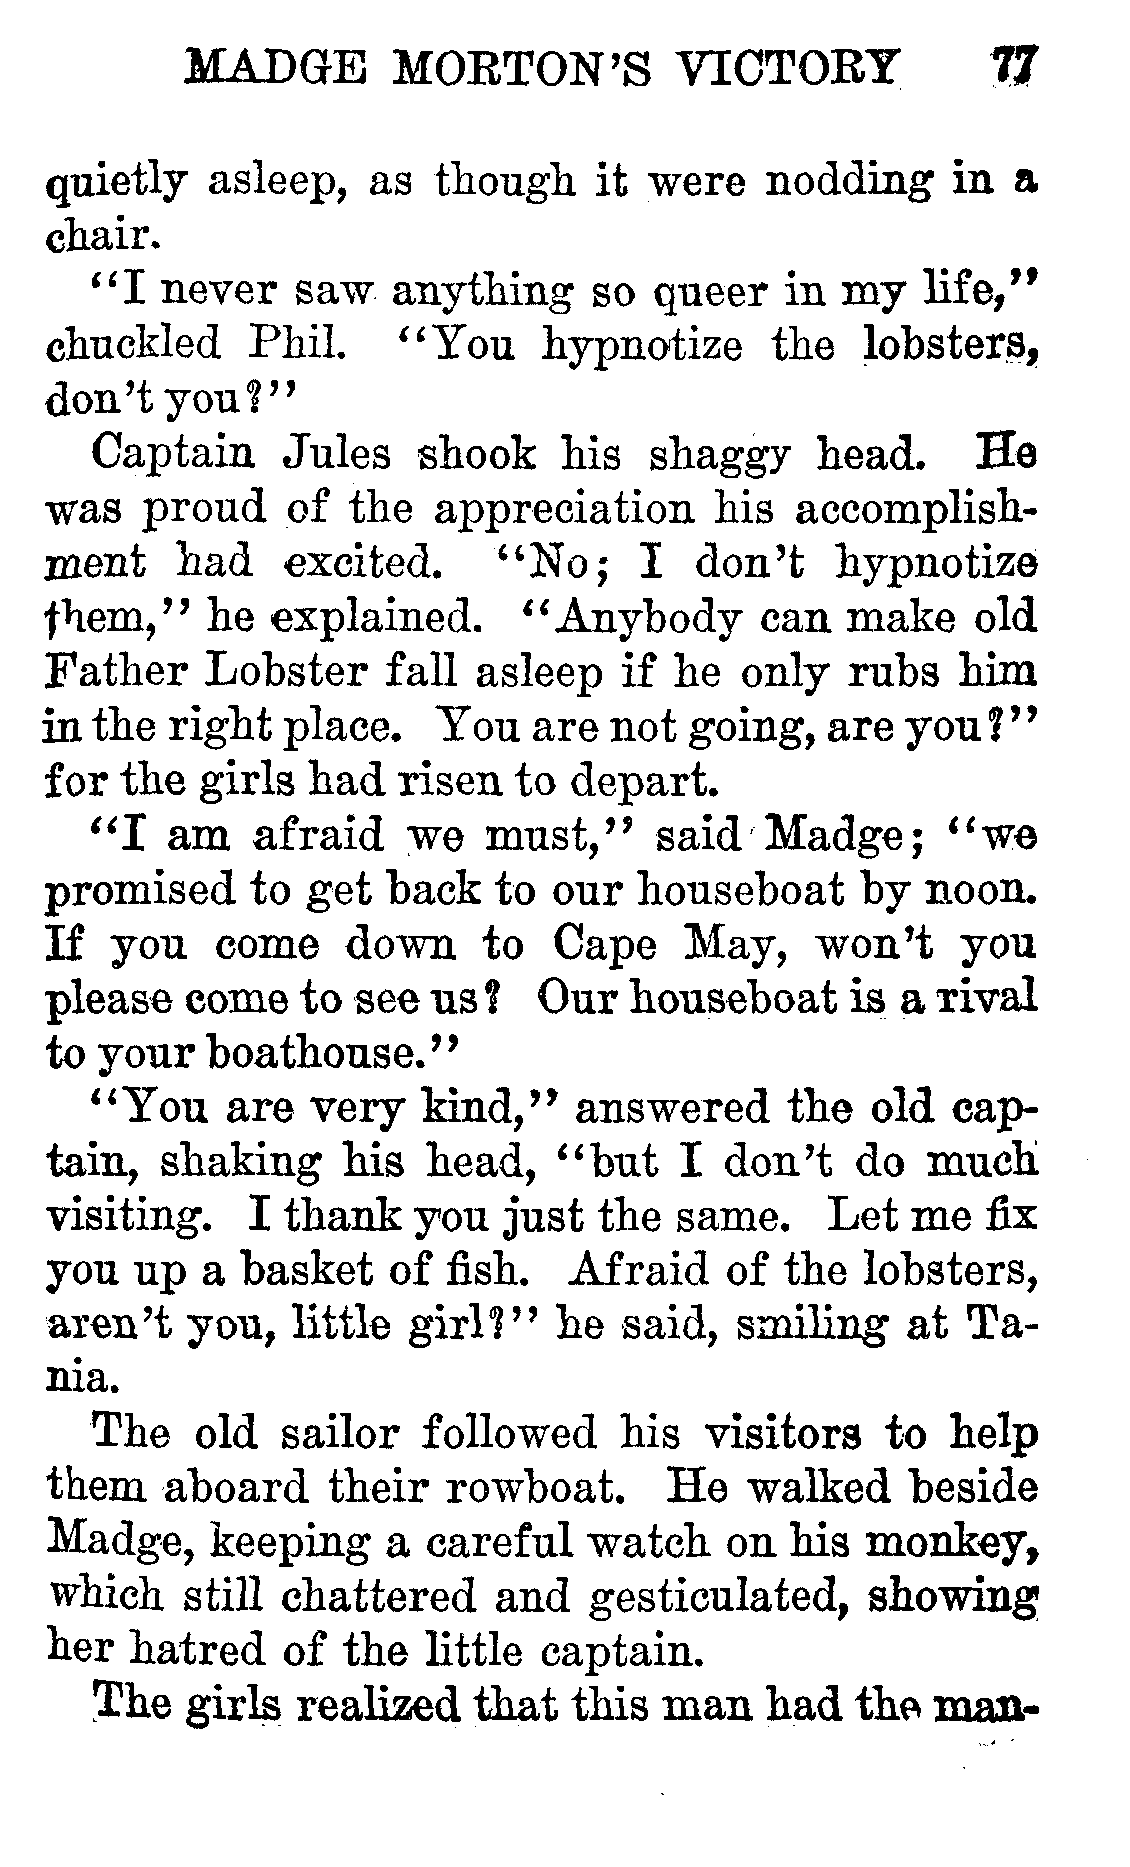 MADGE MORTON'S VICTORY 77
quietly asleep, as though it were nodding in a
chair.
"I never saw anything so queer in my life,"
chuckled Phil. "You hypnotize the lobsters,
don't you?"
Captain Jules shook his shaggy head. He
was proud of the appreciation his accomplish-
ment had excited. "No; I don't hypnotize
them," he explained. "Anybody can make old
Father Lobster fall asleep if he only rubs him
in the right place. You are not going, are you?"
for the girls had risen to depart.
"I am afraid we must," said Madge; "we
promised to get back to our houseboat by noon.
If you come down to Cape May, won't you
please come to see us? Our houseboat is a rival
to your boathouse."
"You are very kind," answered the old cap-
tain, shaking his head, "but I don't do much
visiting. I thank you just the same. Let me fix
you up a basket of fish. Afraid of the lobsters,
aren't you, little girl?" he said, smiling at Ta-
nia.
The old sailor followed his visitors to help
them aboard their rowboat. He walked beside
Madge, keeping a careful watch on his monkey,
which still chattered and gesticulated, showing
her hatred of the little captain.
The girls realized that this man had the man-